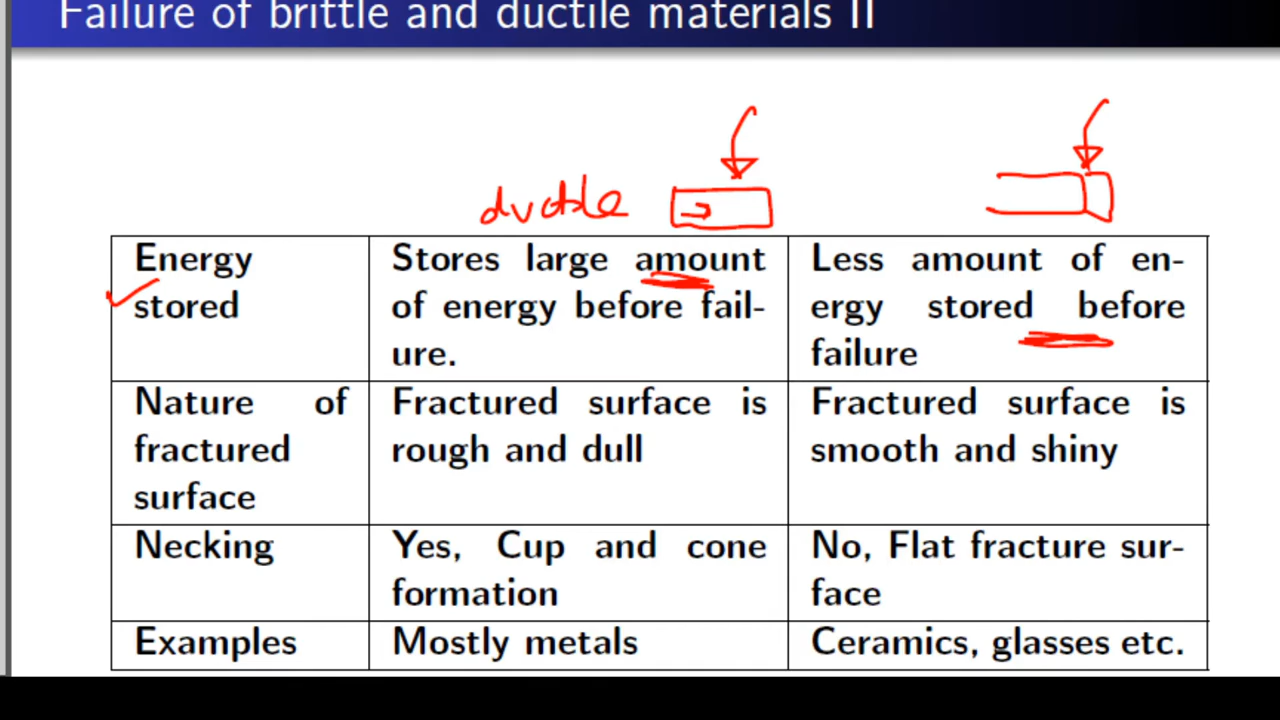 Failure of brittle and ductile materials II
ductile
Energy
stored
Stores large amount
of energy before fail-
ure.
Less amount of en-
ergy stored before
failure
Nature of
fractured
surface
Fractured surface is
rough and dull
Fractured surface is
smooth and shiny
Necking
Yes, Cup and cone
formation
No, Flat fracture sur-
face
Examples
Mostly metals
Ceramics, glasses etc.